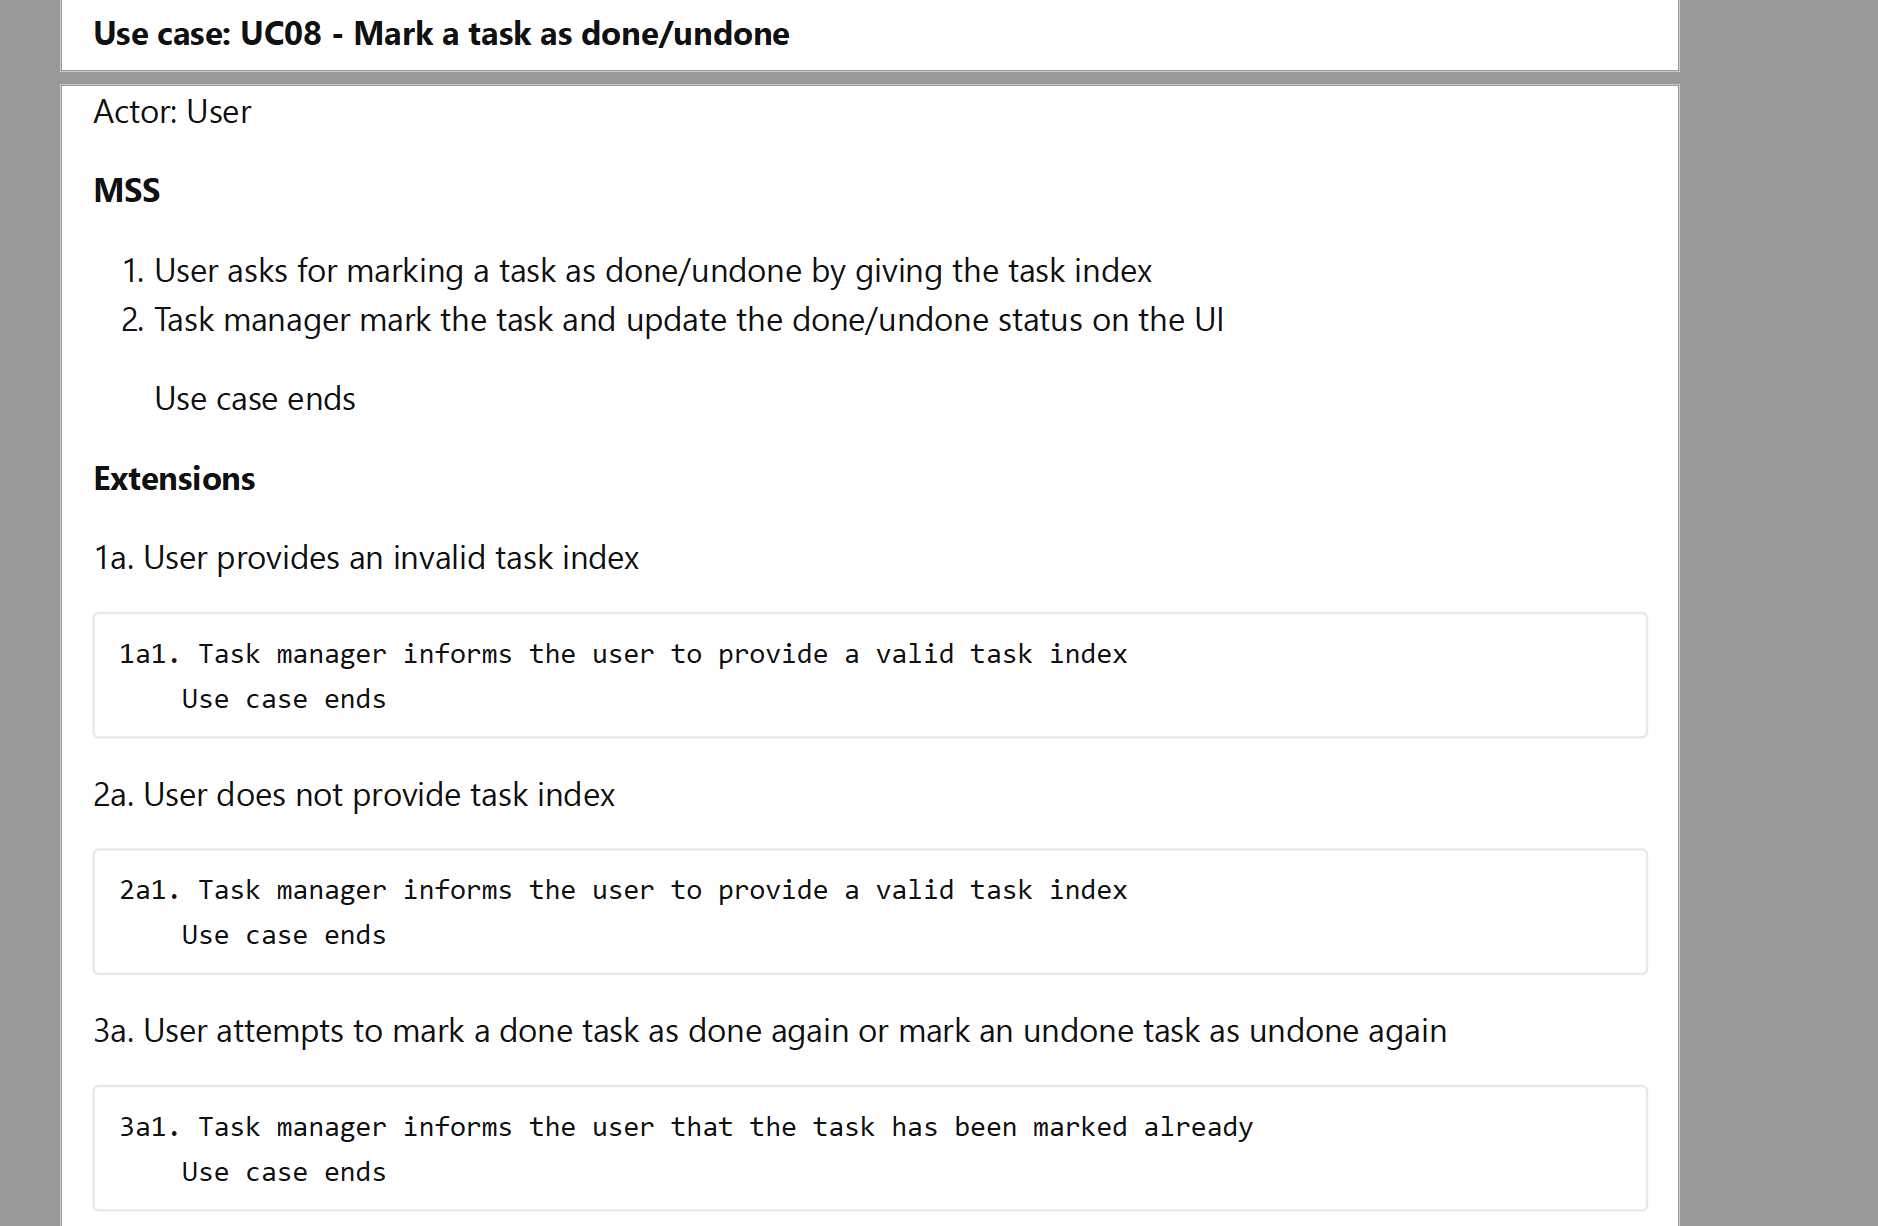 Use case: UC08 - Mark a task as done/undone
Actor: User
MSS
1. User asks for marking a task as done/undone by giving the task index
2. Task manager mark the task and update the done/undone status on the UI
Use case ends
Extensions
1a. User provides an invalid task index
1a1. Task manager informs the user to provide a valid task index
Use case ends
2a. User does not provide task index
2a1. Task manager informs the user to provide a valid task index
Use case ends
3a. User attempts to mark a done task as done again or mark an undone task as undone again
3a1. Task manager informs the user that the task has been marked already
Use case ends